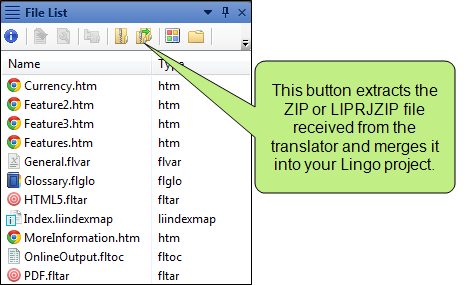 File List
Name Type
Currency.htm htm
Feature2.htm htm
Feature3.htm htm
Features.htm htm
General.flvar flvar
Glossary.flglo flglo
HTML5.fltar fltar
Index.liindexmap liindexmap
MoreInformation.htm htm
OnlineOutput.fltoc fltoc
PDF.fltar fltar
This button extracts the
ZIP or LIPRJZIP file
received from the
translator and merges it
into your Lingo project.